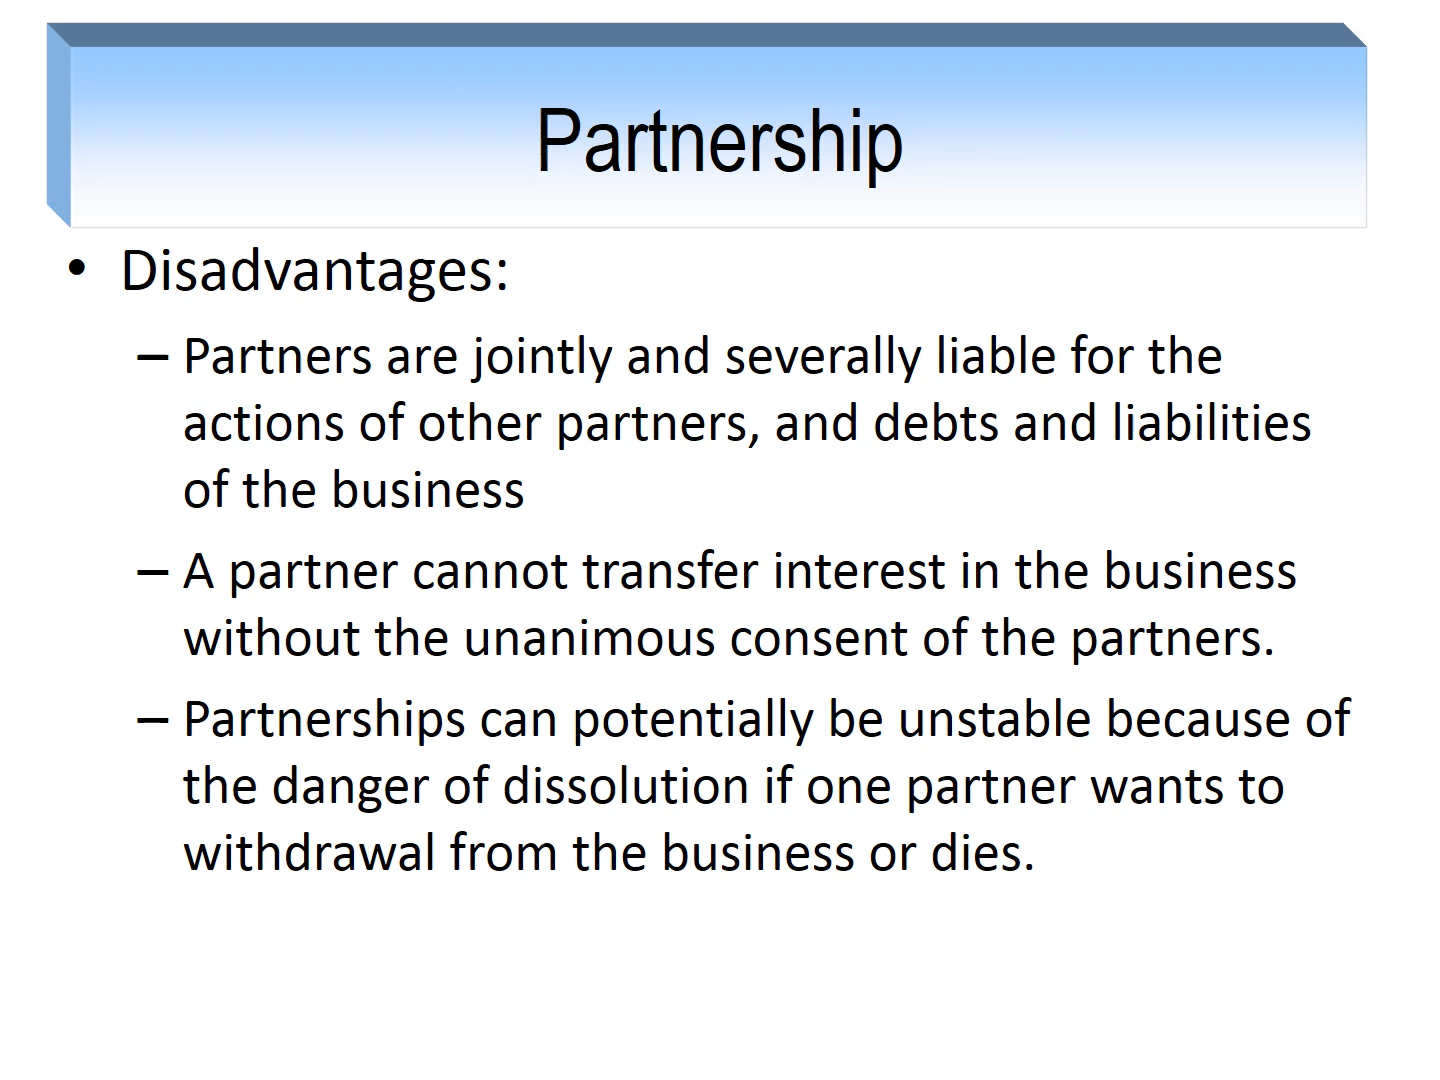 Partnership
• Disadvantages:
– Partners are jointly and severally liable for the
actions of other partners, and debts and liabilities
of the business
– A partner cannot transfer interest in the business
without the unanimous consent of the partners.
– Partnerships can potentially be unstable because of
the danger of dissolution if one partner wants to
withdrawal from the business or dies.